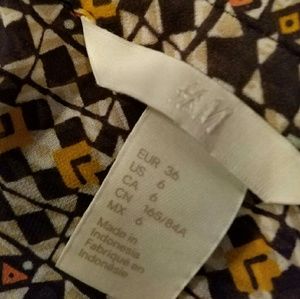 H&M
EUR 36
US 6
CA 6
CN 165/84A
MX 6
Made in
Indonesia
Fabriqué en
Indonésie